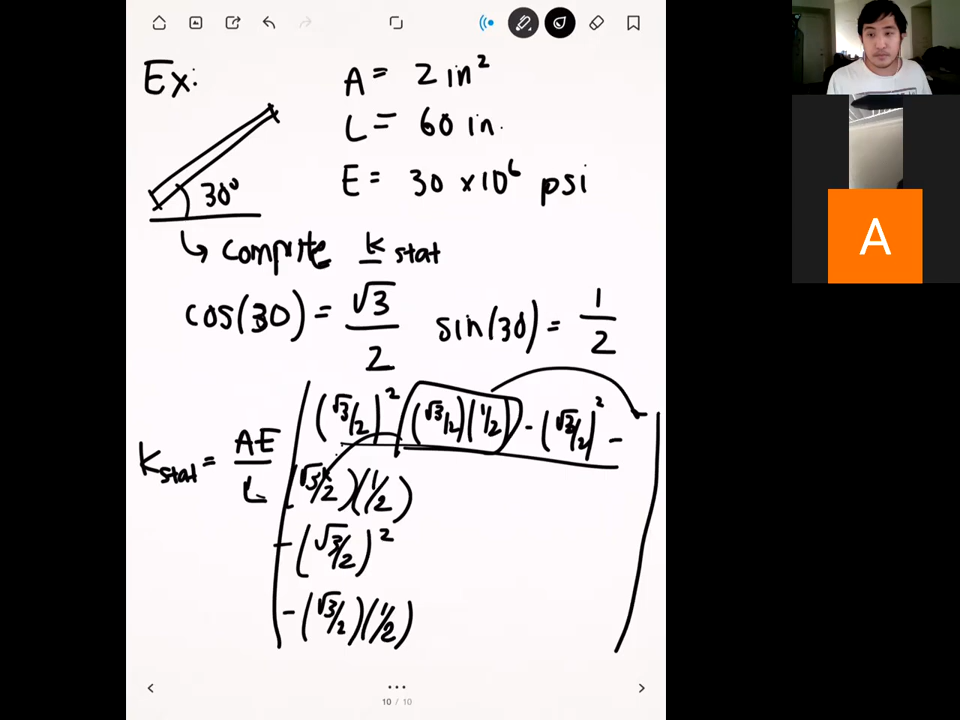 Ex:
A = 2 in²
L = 60 in.
E = 30 x10⁶ psi
30°
↳ compute k stat
cos(30) = √3/2 sin(30) = 1/2
K stat = AE/L
(√3/2)² (√3/2)(1/2) - (√3/2)² -
(√3/2)(1/2)
-(√3/2)²
-(√3/2)(1/2)
10 / 10
A